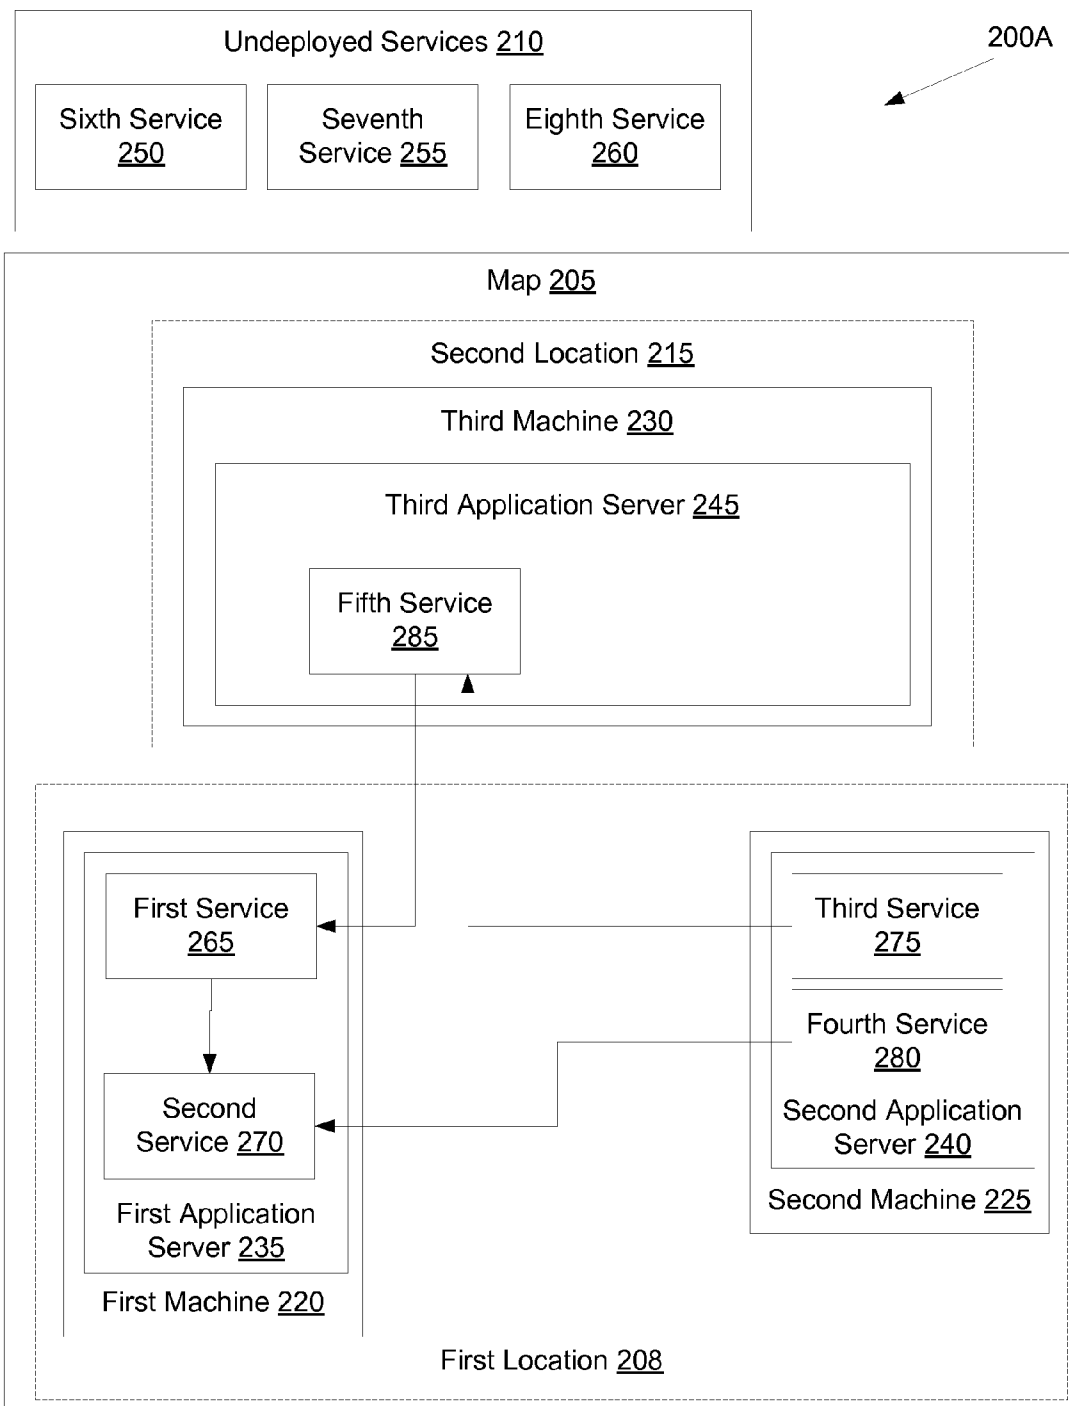 Undeployed Services 210
200A
Sixth Service
250
Seventh
Service 255
Eighth Service
260
Map 205
Second Location 215
Third Machine 230
Third Application Server 245
Fifth Service
285
First Service
265
Second
Service 270
First Application
Server 235
First Machine 220
Third Service
275
Fourth Service
280
Second Application
Server 240
Second Machine 225
First Location 208